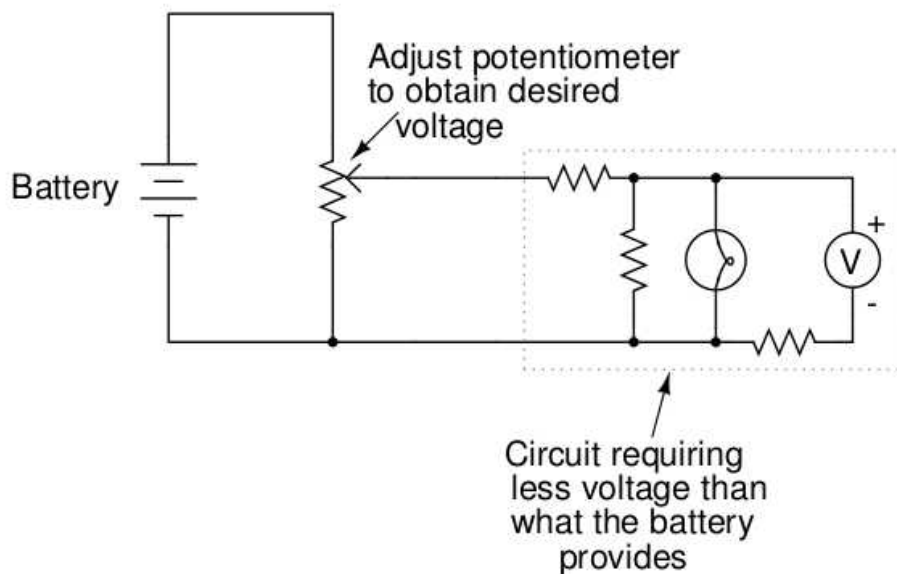 Adjust potentiometer
to obtain desired
voltage
Battery
+
V
-
Circuit requiring
less voltage than
what the battery
provides